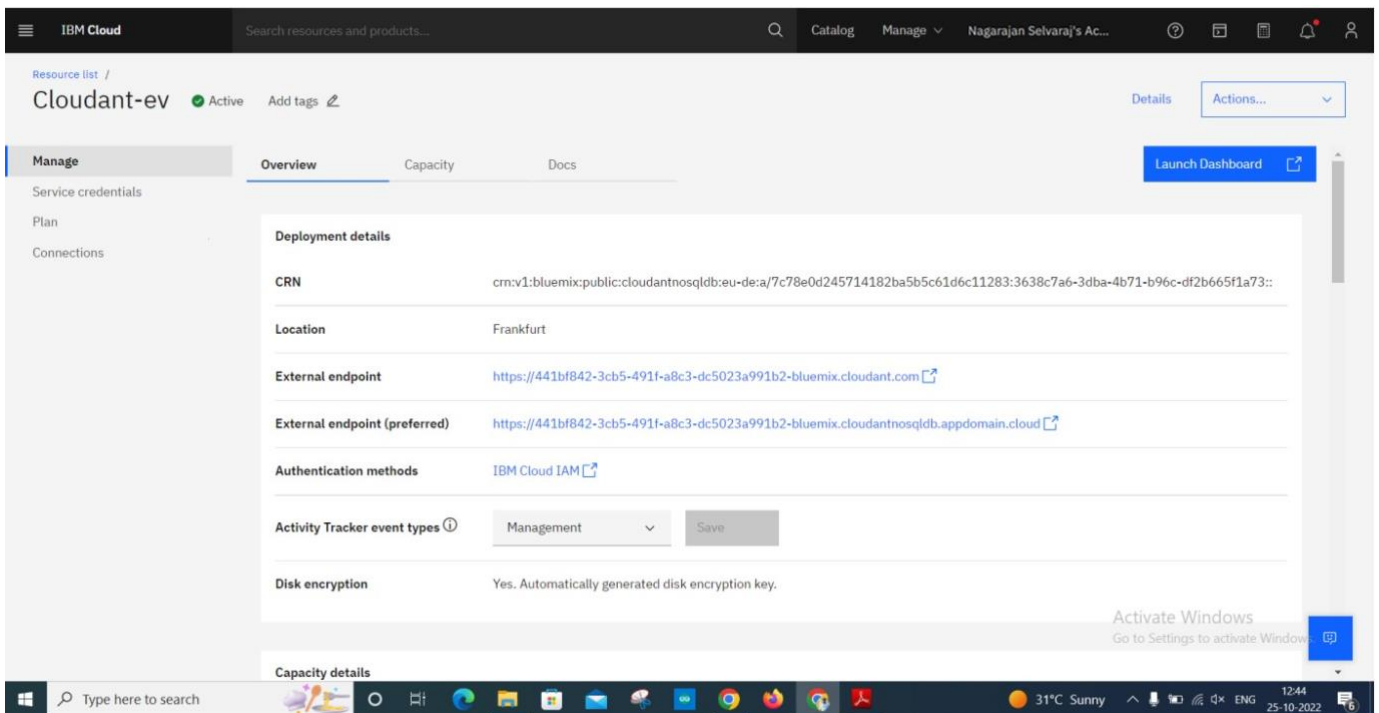 IBM Cloud
Search resources and products...
Catalog
Manage
Nagarajan Selvaraj's Ac...
Resource list /
Cloudant-ev
Active
Add tags
Details
Actions...
Manage
Service credentials
Plan
Connections
Overview
Capacity
Docs
Launch Dashboard
Deployment details
CRN
crn:v1:bluemix:public:cloudantnosqldb:eu-de:a/7c78e0d245714182ba5b5c61d6c11283:3638c7a6-3dba-4b71-b96c-df2b665f1a73::
Location
Frankfurt
External endpoint
https://441bf842-3cb5-491f-a8c3-dc5023a991b2-bluemix.cloudant.com
External endpoint (preferred)
https://441bf842-3cb5-491f-a8c3-dc5023a991b2-bluemix.cloudantnosqldb.appdomain.cloud
Authentication methods
IBM Cloud IAM
Activity Tracker event types
Management
Save
Disk encryption
Yes. Automatically generated disk encryption key.
Activate Windows
Go to Settings to activate Windows.
Capacity details
Type here to search
31°C Sunny
ENG
12:44
25-10-2022
6